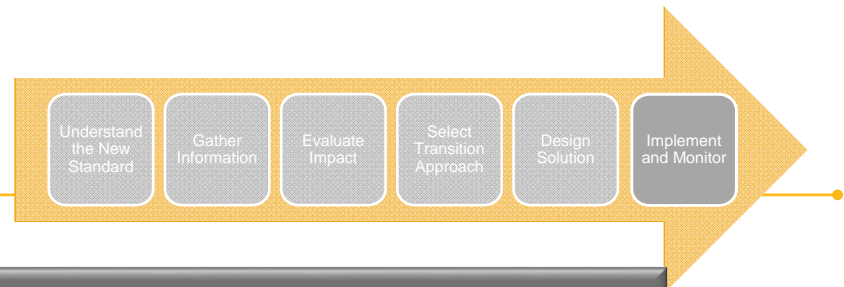 Understand
the New
Standard
Gather
Information
Evaluate
Impact
Select
Transition
Approach
Design
Solution
Implement
and Monitor